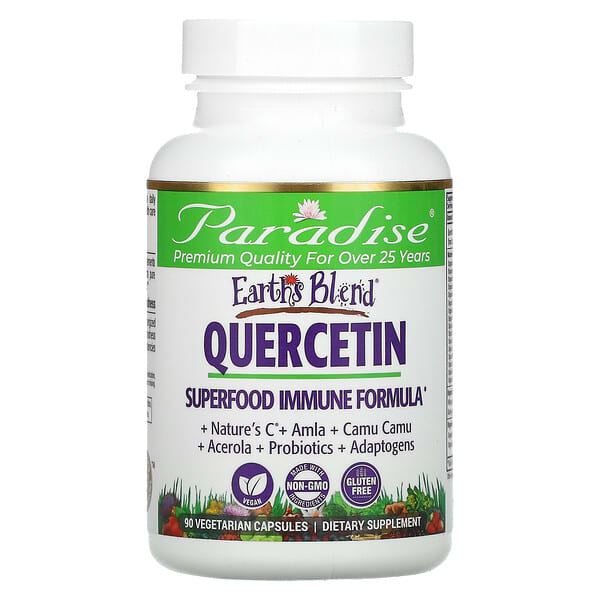 Paradise®
Premium Quality For Over 25 Years
Earth's Blend®
QUERCETIN
SUPERFOOD IMMUNE FORMULA*
+ Nature's C® + Amla + Camu Camu
+ Acerola + Probiotics + Adaptogens
VEGAN
MADE WITH
NON-GMO
INGREDIENTS
GLUTEN
FREE
90 VEGETARIAN CAPSULES | DIETARY SUPPLEMENT